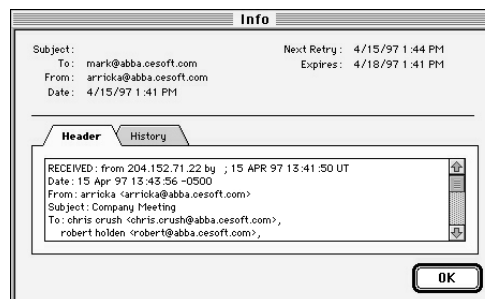 Info
Subject:
To: mark@abba.cesoft.com
From: arricka@abba.cesoft.com
Date: 4/15/97 1:41 PM
Next Retry: 4/15/97 1:44 PM
Expires: 4/18/97 1:41 PM
Header History
RECEIVED: from 204.152.71.22 by ; 15 APR 97 13:41:50 UT
Date: 15 Apr 97 13:43:56 -0500
From: arricka <arricka@abba.cesoft.com>
Subject: Company Meeting
To: chris crush <chris.crush@abba.cesoft.com>,
robert holden <robert@abba.cesoft.com>,
OK